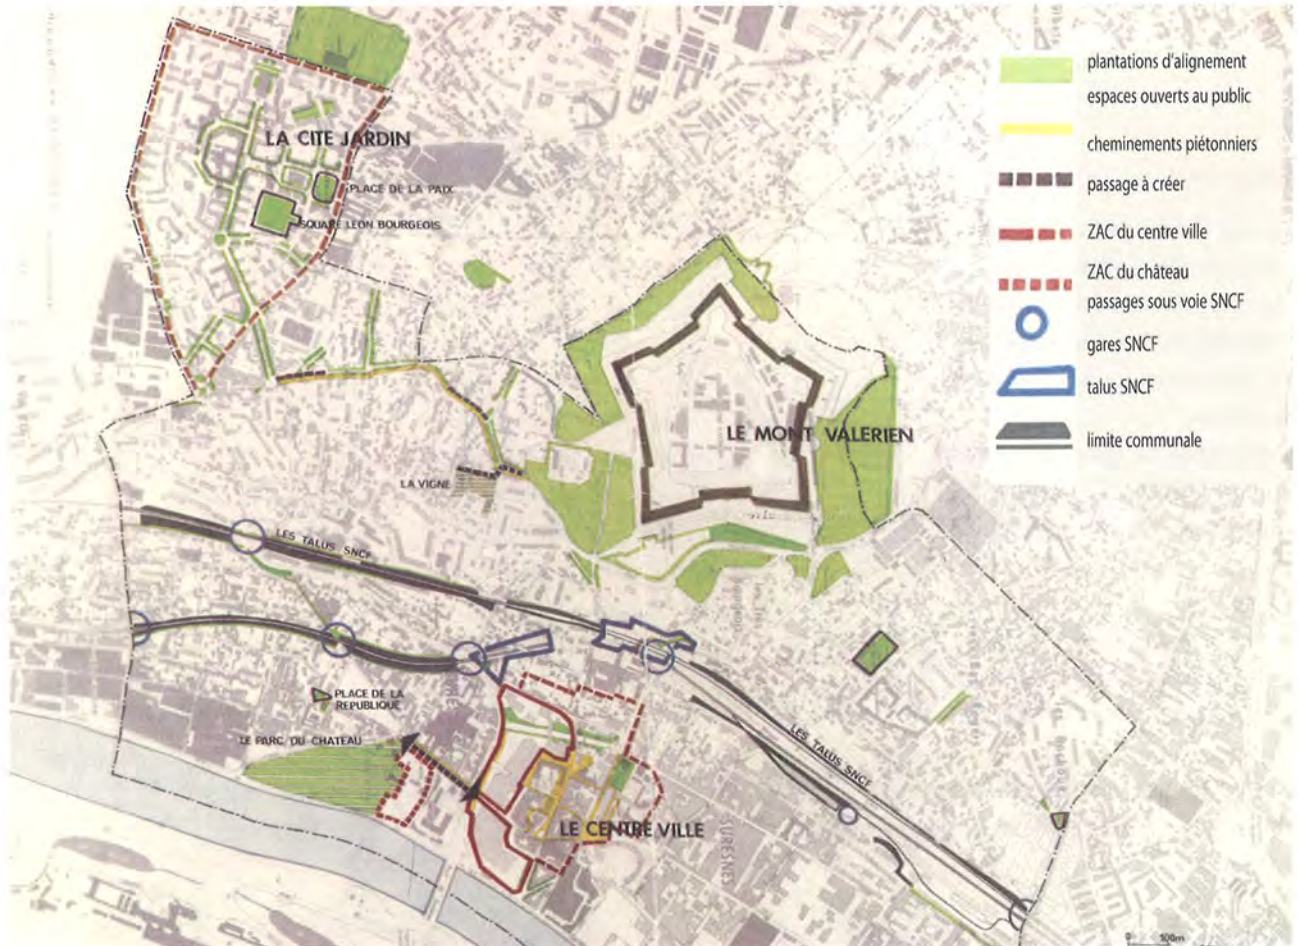 LA CITE JARDIN
PLACE DE LA PAIX
SQUARE LEON BOURGEOIS
LE MONT VALERIEN
LA VIGNE
LES TALUS SNCF
PLACE DE LA
REPUBLIQUE
LE PARC DU CHATEAU
LES TALUS SNCF
LE CENTRE VILLE
SURESNES
plantations d'alignement
espaces ouverts au public
cheminements piétonniers
passage à créer
ZAC du centre ville
ZAC du château
passages sous voie SNCF
gares SNCF
talus SNCF
limite communale
0 100m